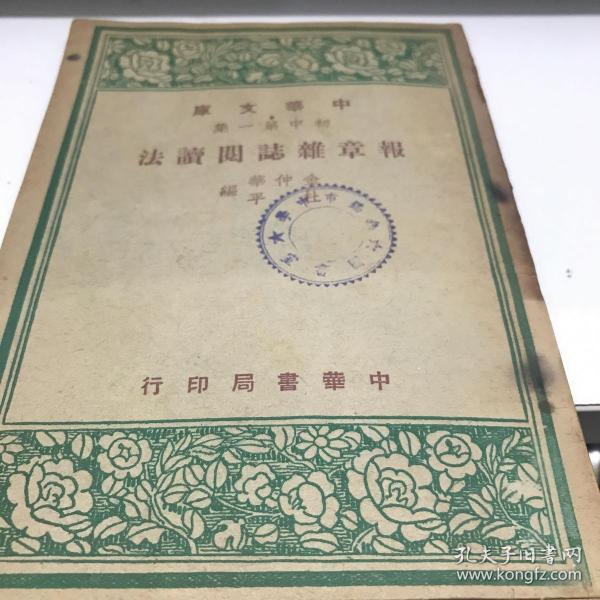 中華文庫
初中第一集
報章雜誌閱讀法
金仲華
杜　平
編
中華書局印行
孔夫子旧书网
www.kongfz.com